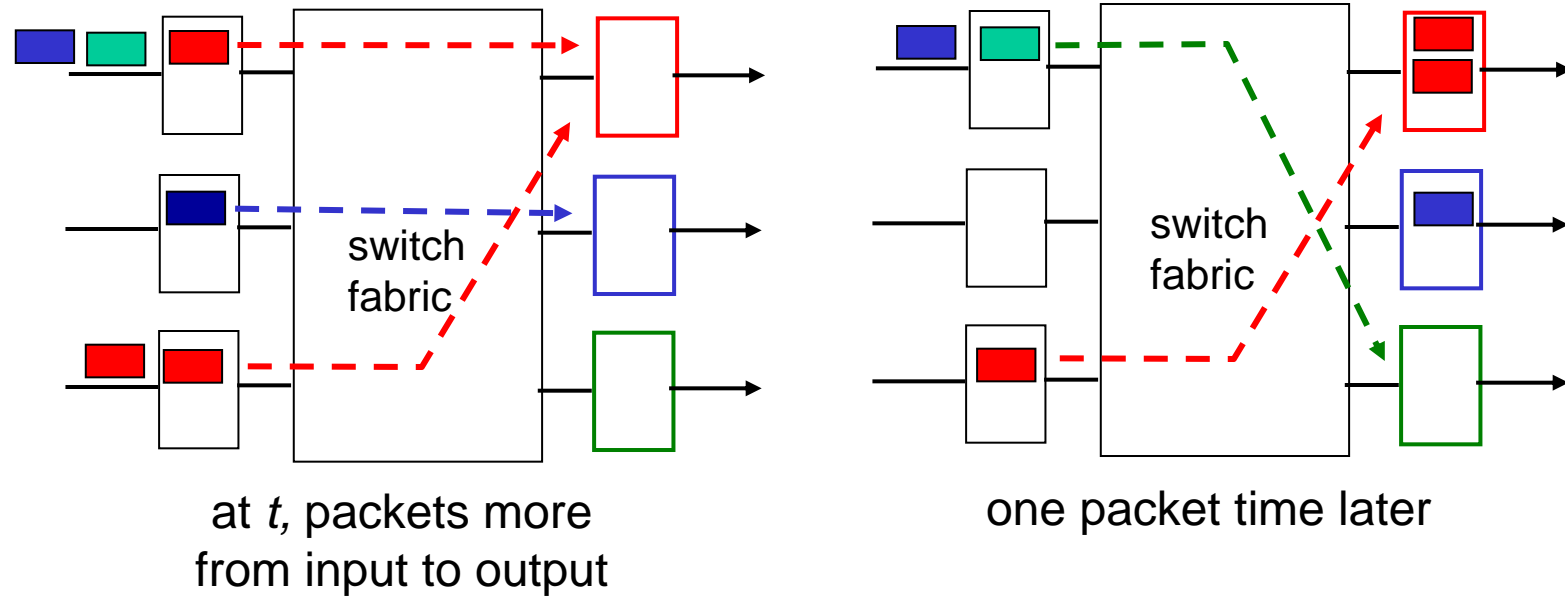 switch
fabric
at t, packets more
from input to output
switch
fabric
one packet time later